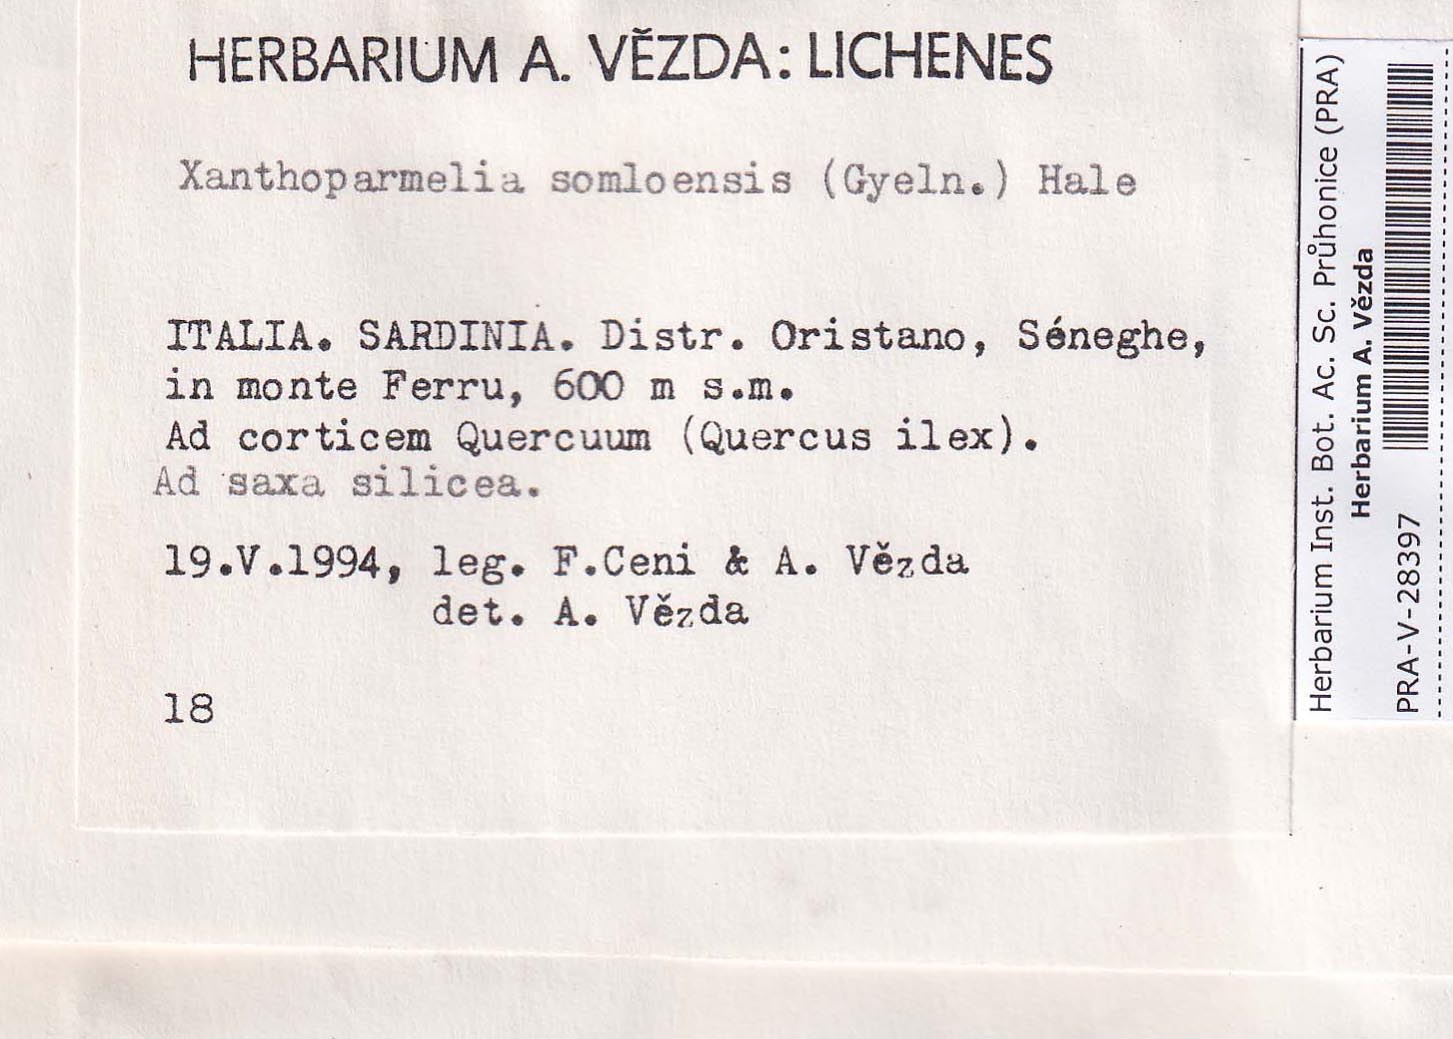 HERBARIUM A. VĚZDA: LICHENES
Xanthoparmelia somloensis (Gyeln.) Hale
ITALIA. SARDINIA. Distr. Oristano, Séneghe,
in monte Ferru, 600 m s.m.
Ad corticem Quercuum (Quercus ilex).
Ad saxa silicea.
19.V.1994, leg. F.Ceni & A. Vězda
det. A. Vězda
18
Herbarium Inst. Bot. Ac. Sc. Průhonice (PRA)
Herbarium A. Vězda
PRA-V-28397